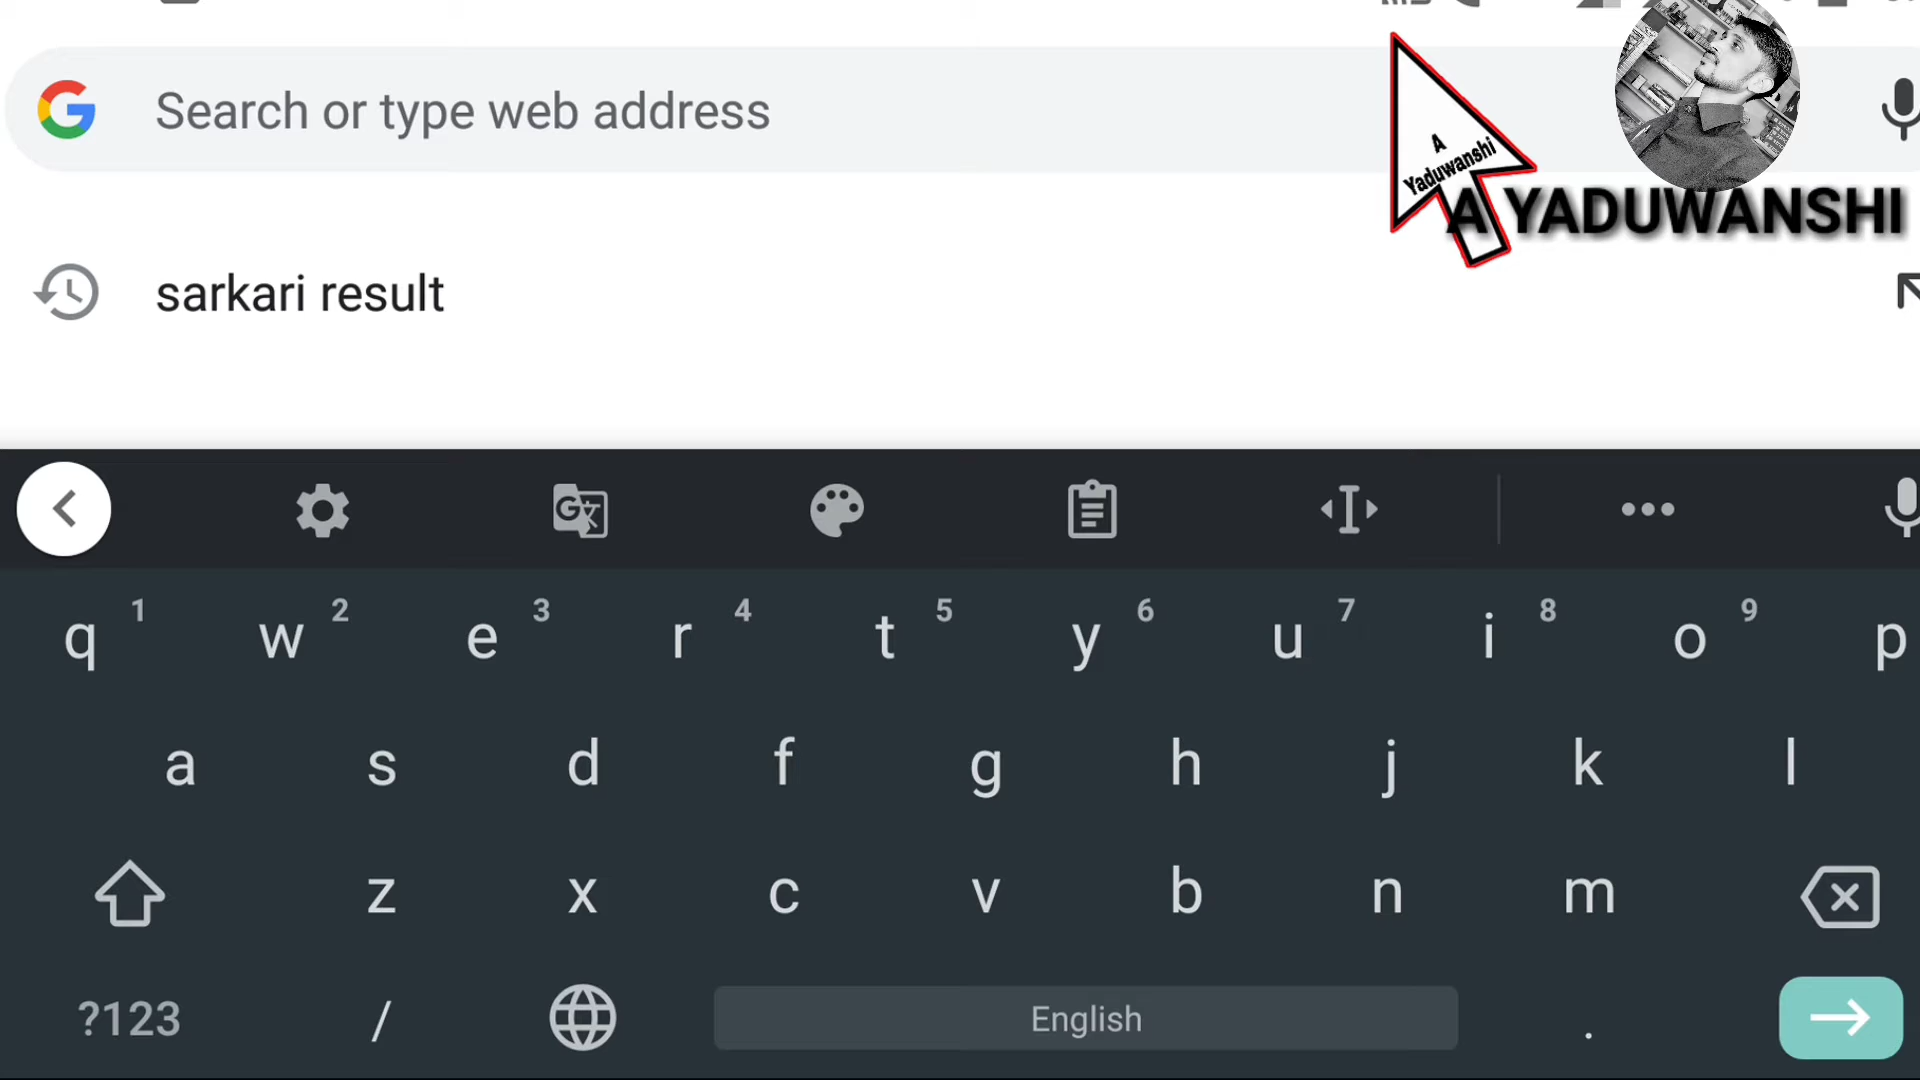 Search or type web address
A
Yaduwanshi
A YADUWANSHI
sarkari result
1 2 3 4 5 6 7 8 9
q w e r t y u i o p
a s d f g h j k l
z x c v b n m
?123 / English .